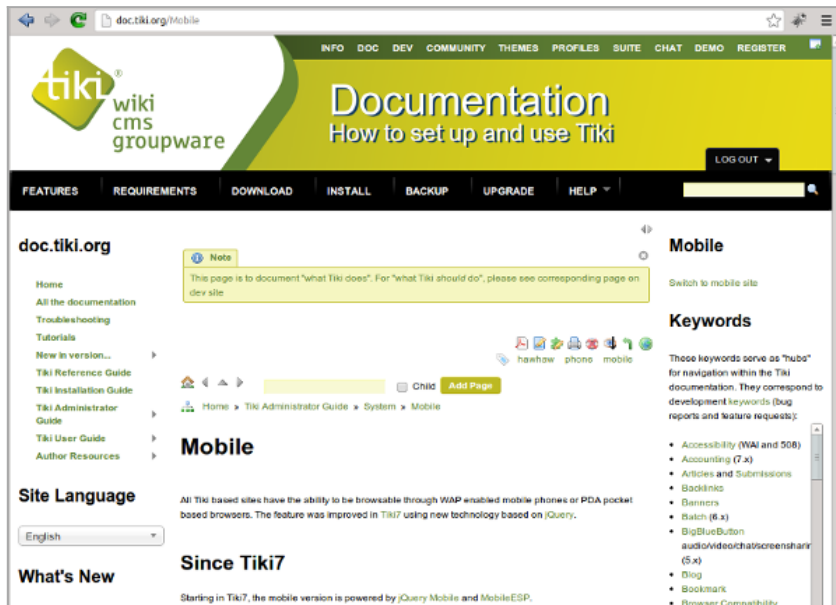 doc.tiki.org/Mobile
INFO DOC DEV COMMUNITY THEMES PROFILES SUITE CHAT DEMO REGISTER
tiki®
wiki
cms
groupware
Documentation
How to set up and use Tiki
LOG OUT
FEATURES REQUIREMENTS DOWNLOAD INSTALL BACKUP UPGRADE HELP
doc.tiki.org
Home
All the documentation
Troubleshooting
Tutorials
New in version...
Tiki Reference Guide
Tiki Installation Guide
Tiki Administrator
Guide
Tiki User Guide
Author Resources
Site Language
English
What's New
Note
This page is to document "what Tiki does". For "what Tiki should do", please see corresponding page on
dev site
hawhaw phone mobile
Child Add Page
Home » Tiki Administrator Guide » System » Mobile
Mobile
All Tiki based sites have the ability to be browsable through WAP enabled mobile phones or PDA pocket
based browsers. The feature was improved in Tiki7 using new technology based on jQuery.
Since Tiki7
Starting in Tiki7, the mobile version is powered by jQuery Mobile and MobileESP.
Mobile
Switch to mobile site
Keywords
These keywords serve as "hubs"
for navigation within the Tiki
documentation. They correspond to
development keywords (bug
reports and feature requests):
Accessibility (WAI and 508)
Accounting (7.x)
Articles and Submissions
Backlinks
Banners
Batch (6.x)
BigBlueButton
audio/video/chat/screensharin
(5.x)
Blog
Bookmark
Browser Compatibility